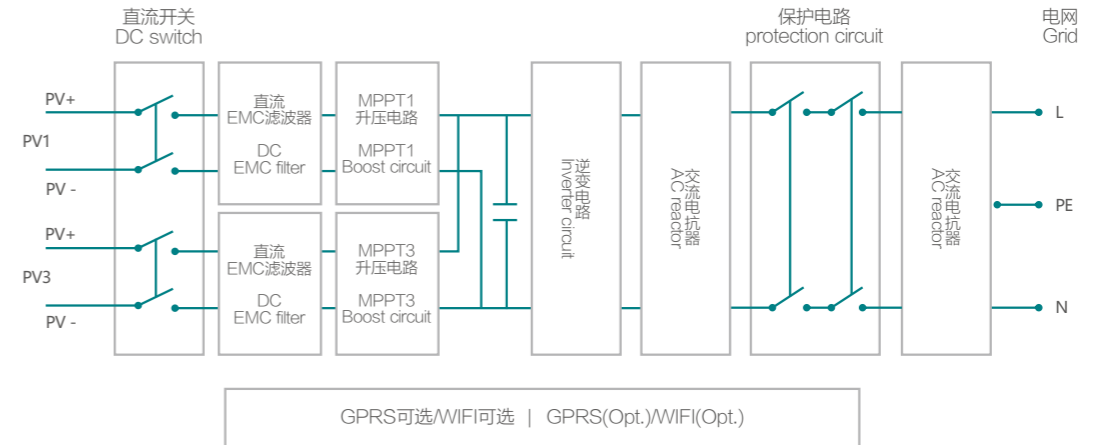 直流开关
DC switch
保护电路
protection circuit
电网
Grid
PV+
PV1
PV -
PV+
PV3
PV -
直流
EMC滤波器
DC
EMC filter
MPPT1
升压电路
MPPT1
Boost circuit
直流
EMC滤波器
DC
EMC filter
MPPT3
升压电路
MPPT3
Boost circuit
逆变电路
inverter circuit
交流电抗器
AC reactor
交流电抗器
AC reactor
L
PE
N
GPRS可选/WIFI可选 | GPRS(Opt.)/WIFI(Opt.)